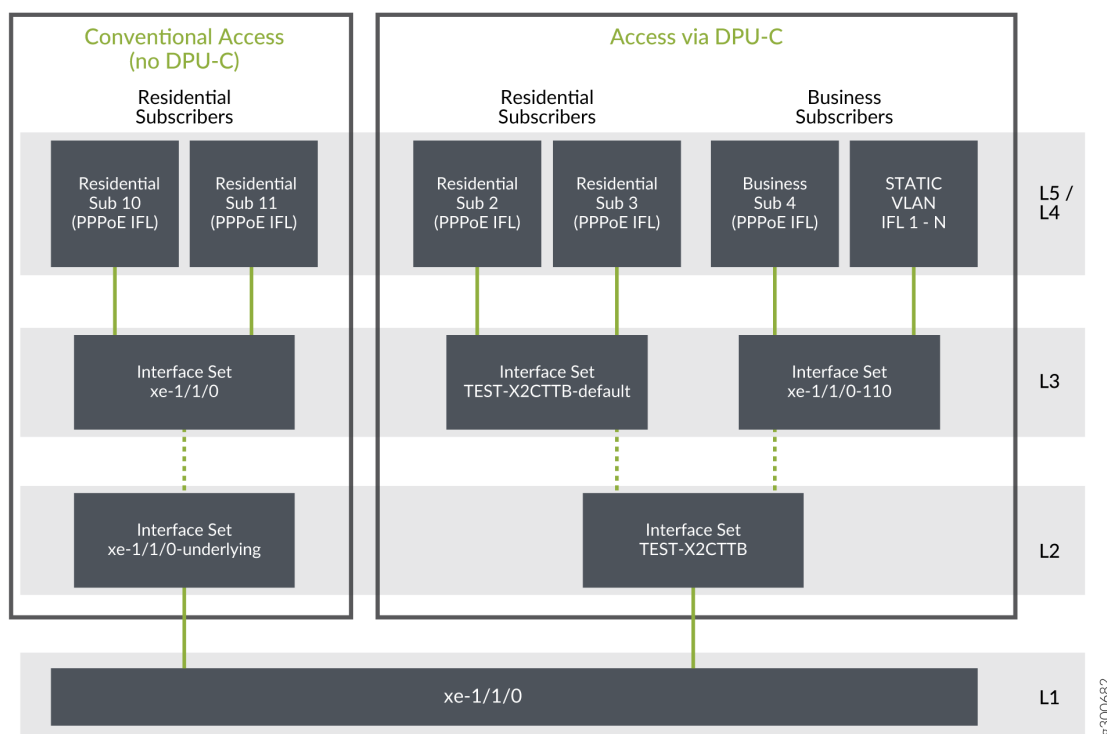 Conventional Access
(no DPU-C)
Access via DPU-C
Residential
Subscribers
Residential
Subscribers
Business
Subscribers
Residential
Sub 10
(PPPoE IFL)
Residential
Sub 11
(PPPoE IFL)
Residential
Sub 2
(PPPoE IFL)
Residential
Sub 3
(PPPoE IFL)
Business
Sub 4
(PPPoE IFL)
STATIC
VLAN
IFL 1 - N
L5 /
L4
Interface Set
xe-1/1/0
Interface Set
TEST-X2CTTB-default
Interface Set
xe-1/1/0-110
L3
Interface Set
xe-1/1/0-underlying
Interface Set
TEST-X2CTTB
L2
xe-1/1/0
L1